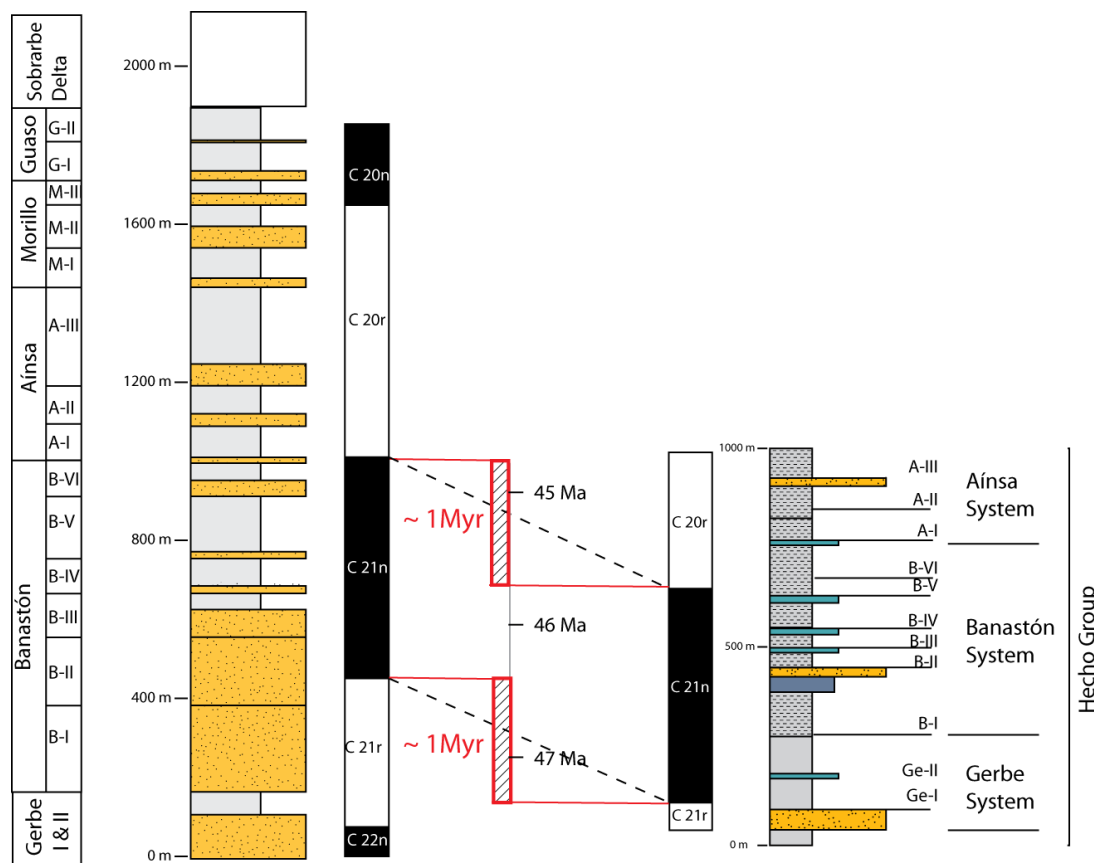 Sobrarbe
Delta
Guaso
G-II
G-I
Morillo
M-III
M-II
M-I
Aínsa
A-III
A-II
A-I
Banastón
B-VI
B-V
B-IV
B-III
B-II
B-I
Gerbe
I & II
2000 m
1600 m
1200 m
800 m
400 m
0 m
C 20n
C 20r
C 21n
C 21r
C 22n
~ 1Myr
~ 1Myr
45 Ma
46 Ma
47 Ma
C 20r
C 21n
C 21r
1000 m
500 m
0 m
A-III
A-II
A-I
B-VI
B-V
B-IV
B-III
B-II
B-I
Ge-II
Ge-I
Aínsa
System
Banastón
System
Gerbe
System
Hecho Group